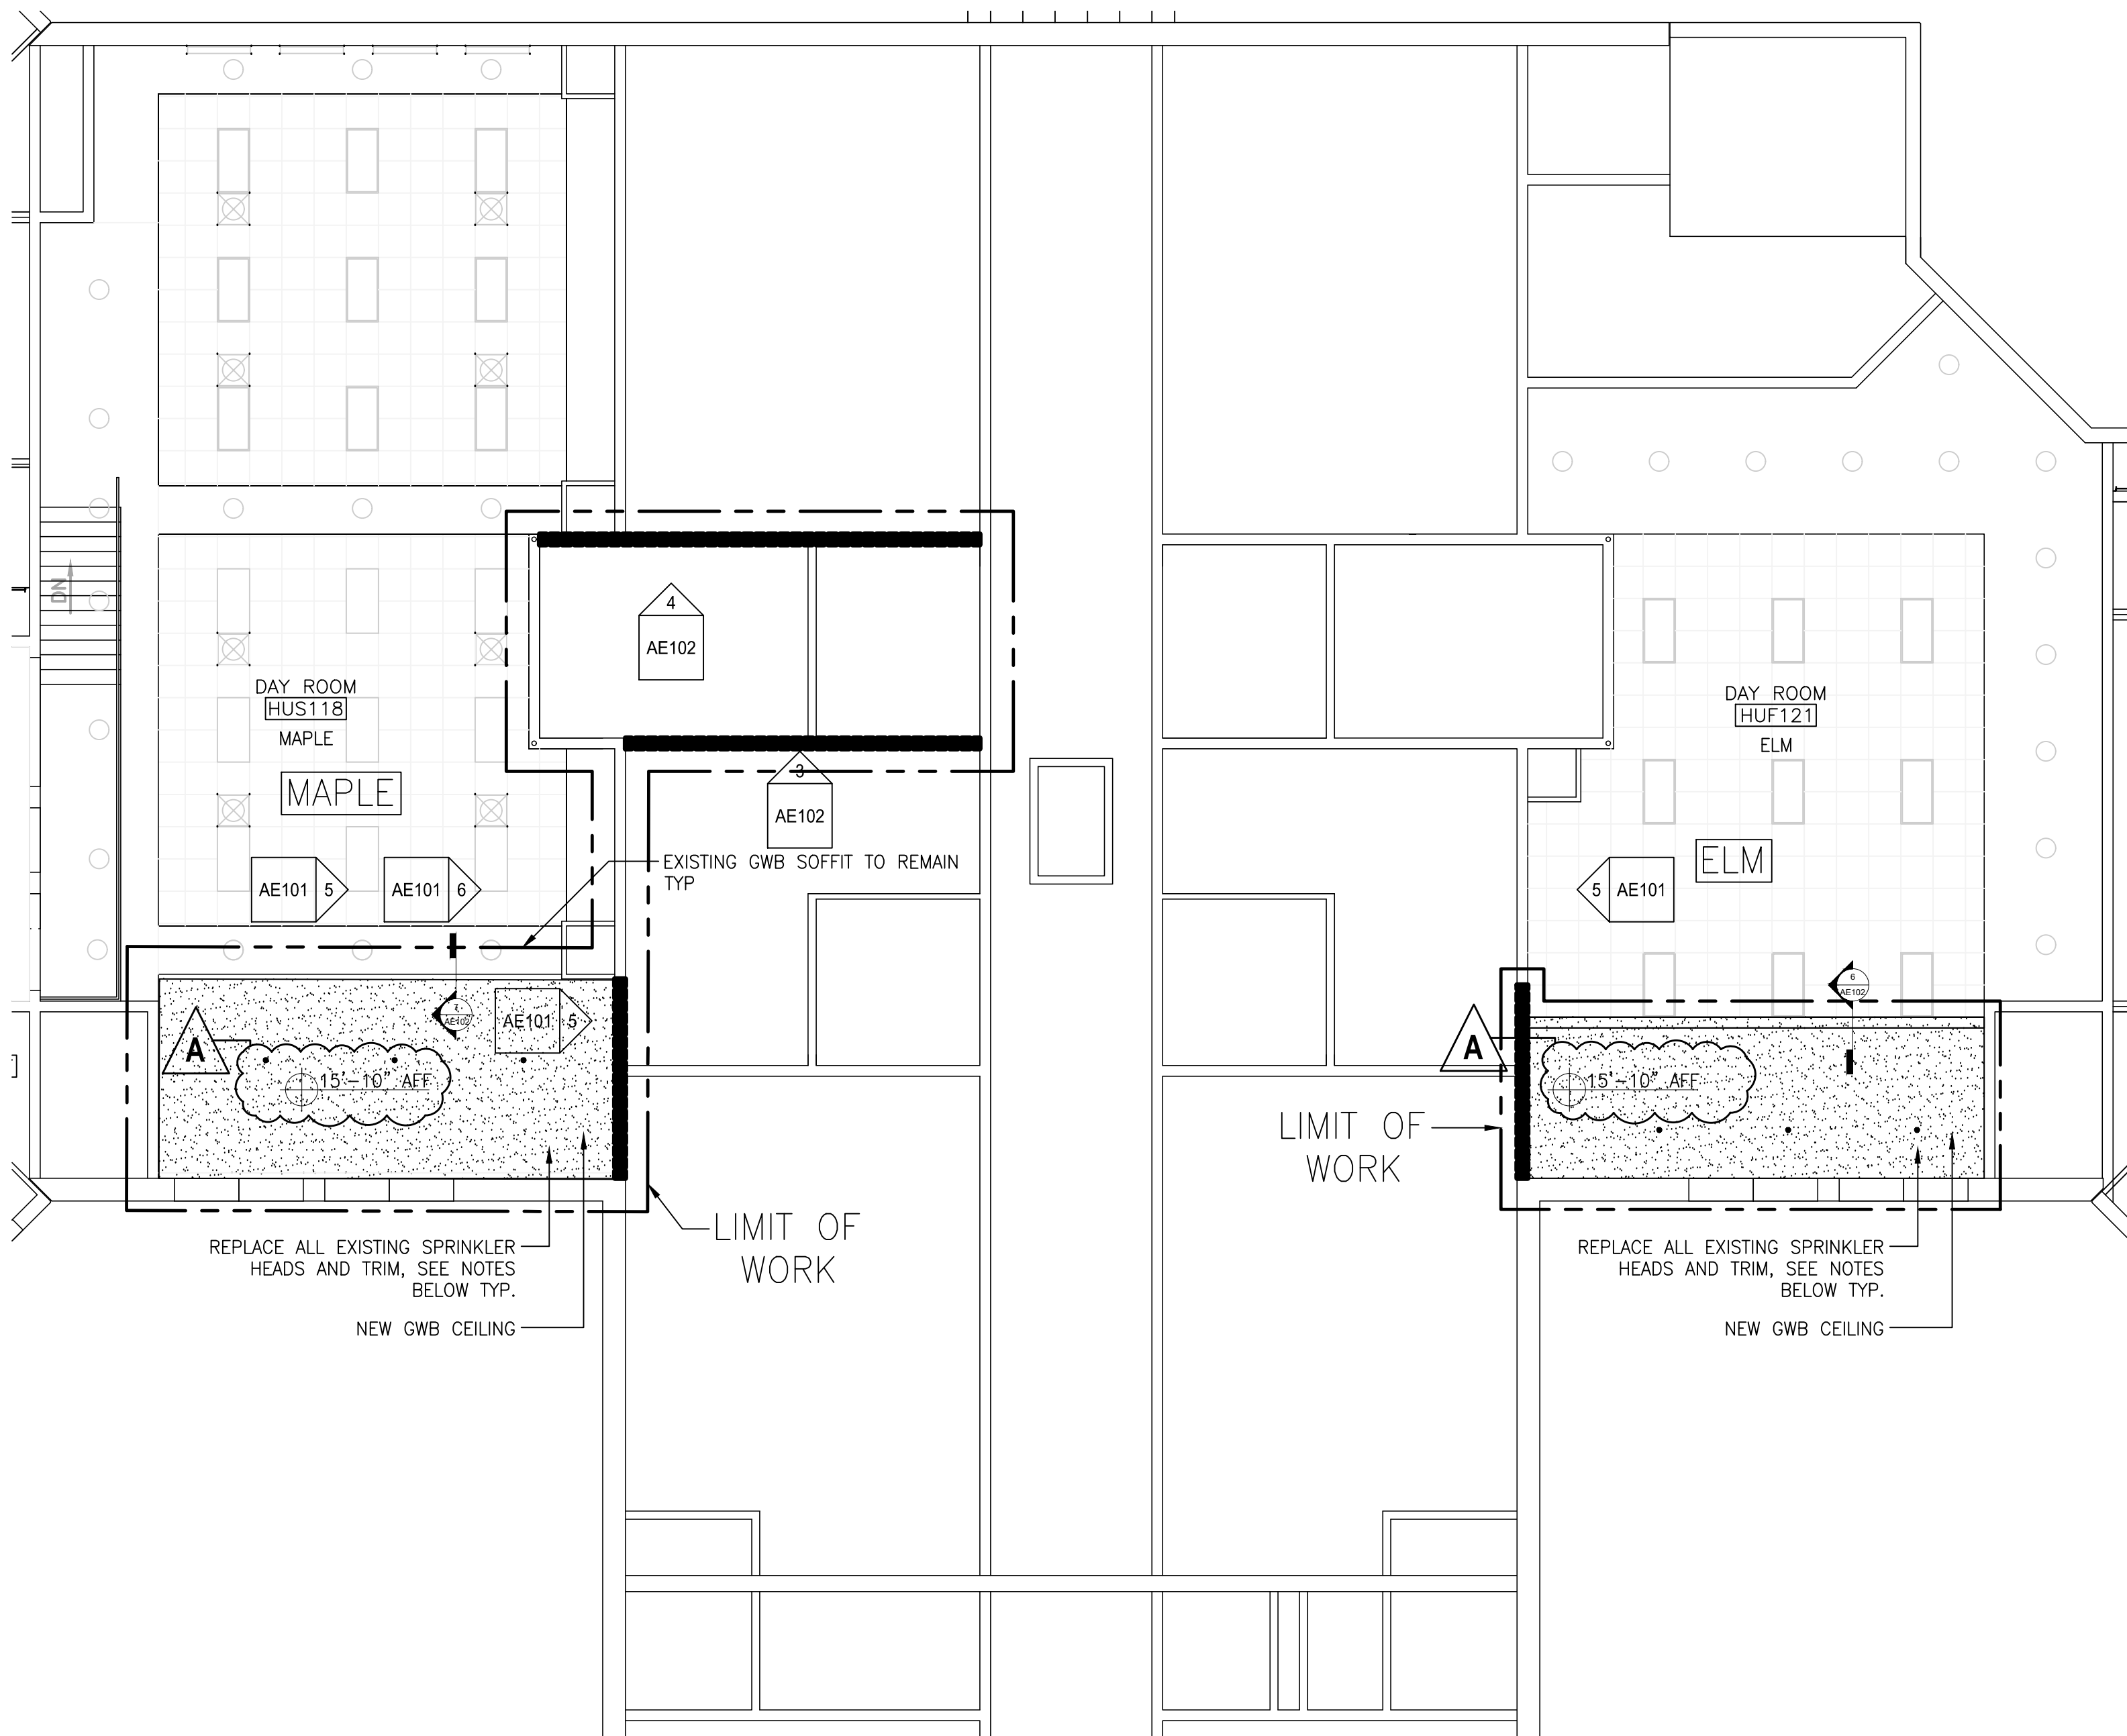 DN
4
AE102
DAY ROOM
HUS118
MAPLE
MAPLE
DAY ROOM
HUF121
ELM
ELM
3
AE102
EXISTING GWB SOFFIT TO REMAIN
TYP
AE101 5
AE101 6
5 AE101
6
AE102
AE102
AE101 5
A
15'-10" AFF
A
15'-10" AFF
LIMIT OF
WORK
LIMIT OF
WORK
REPLACE ALL EXISTING SPRINKLER
HEADS AND TRIM, SEE NOTES
BELOW TYP.
NEW GWB CEILING
REPLACE ALL EXISTING SPRINKLER
HEADS AND TRIM, SEE NOTES
BELOW TYP.
NEW GWB CEILING